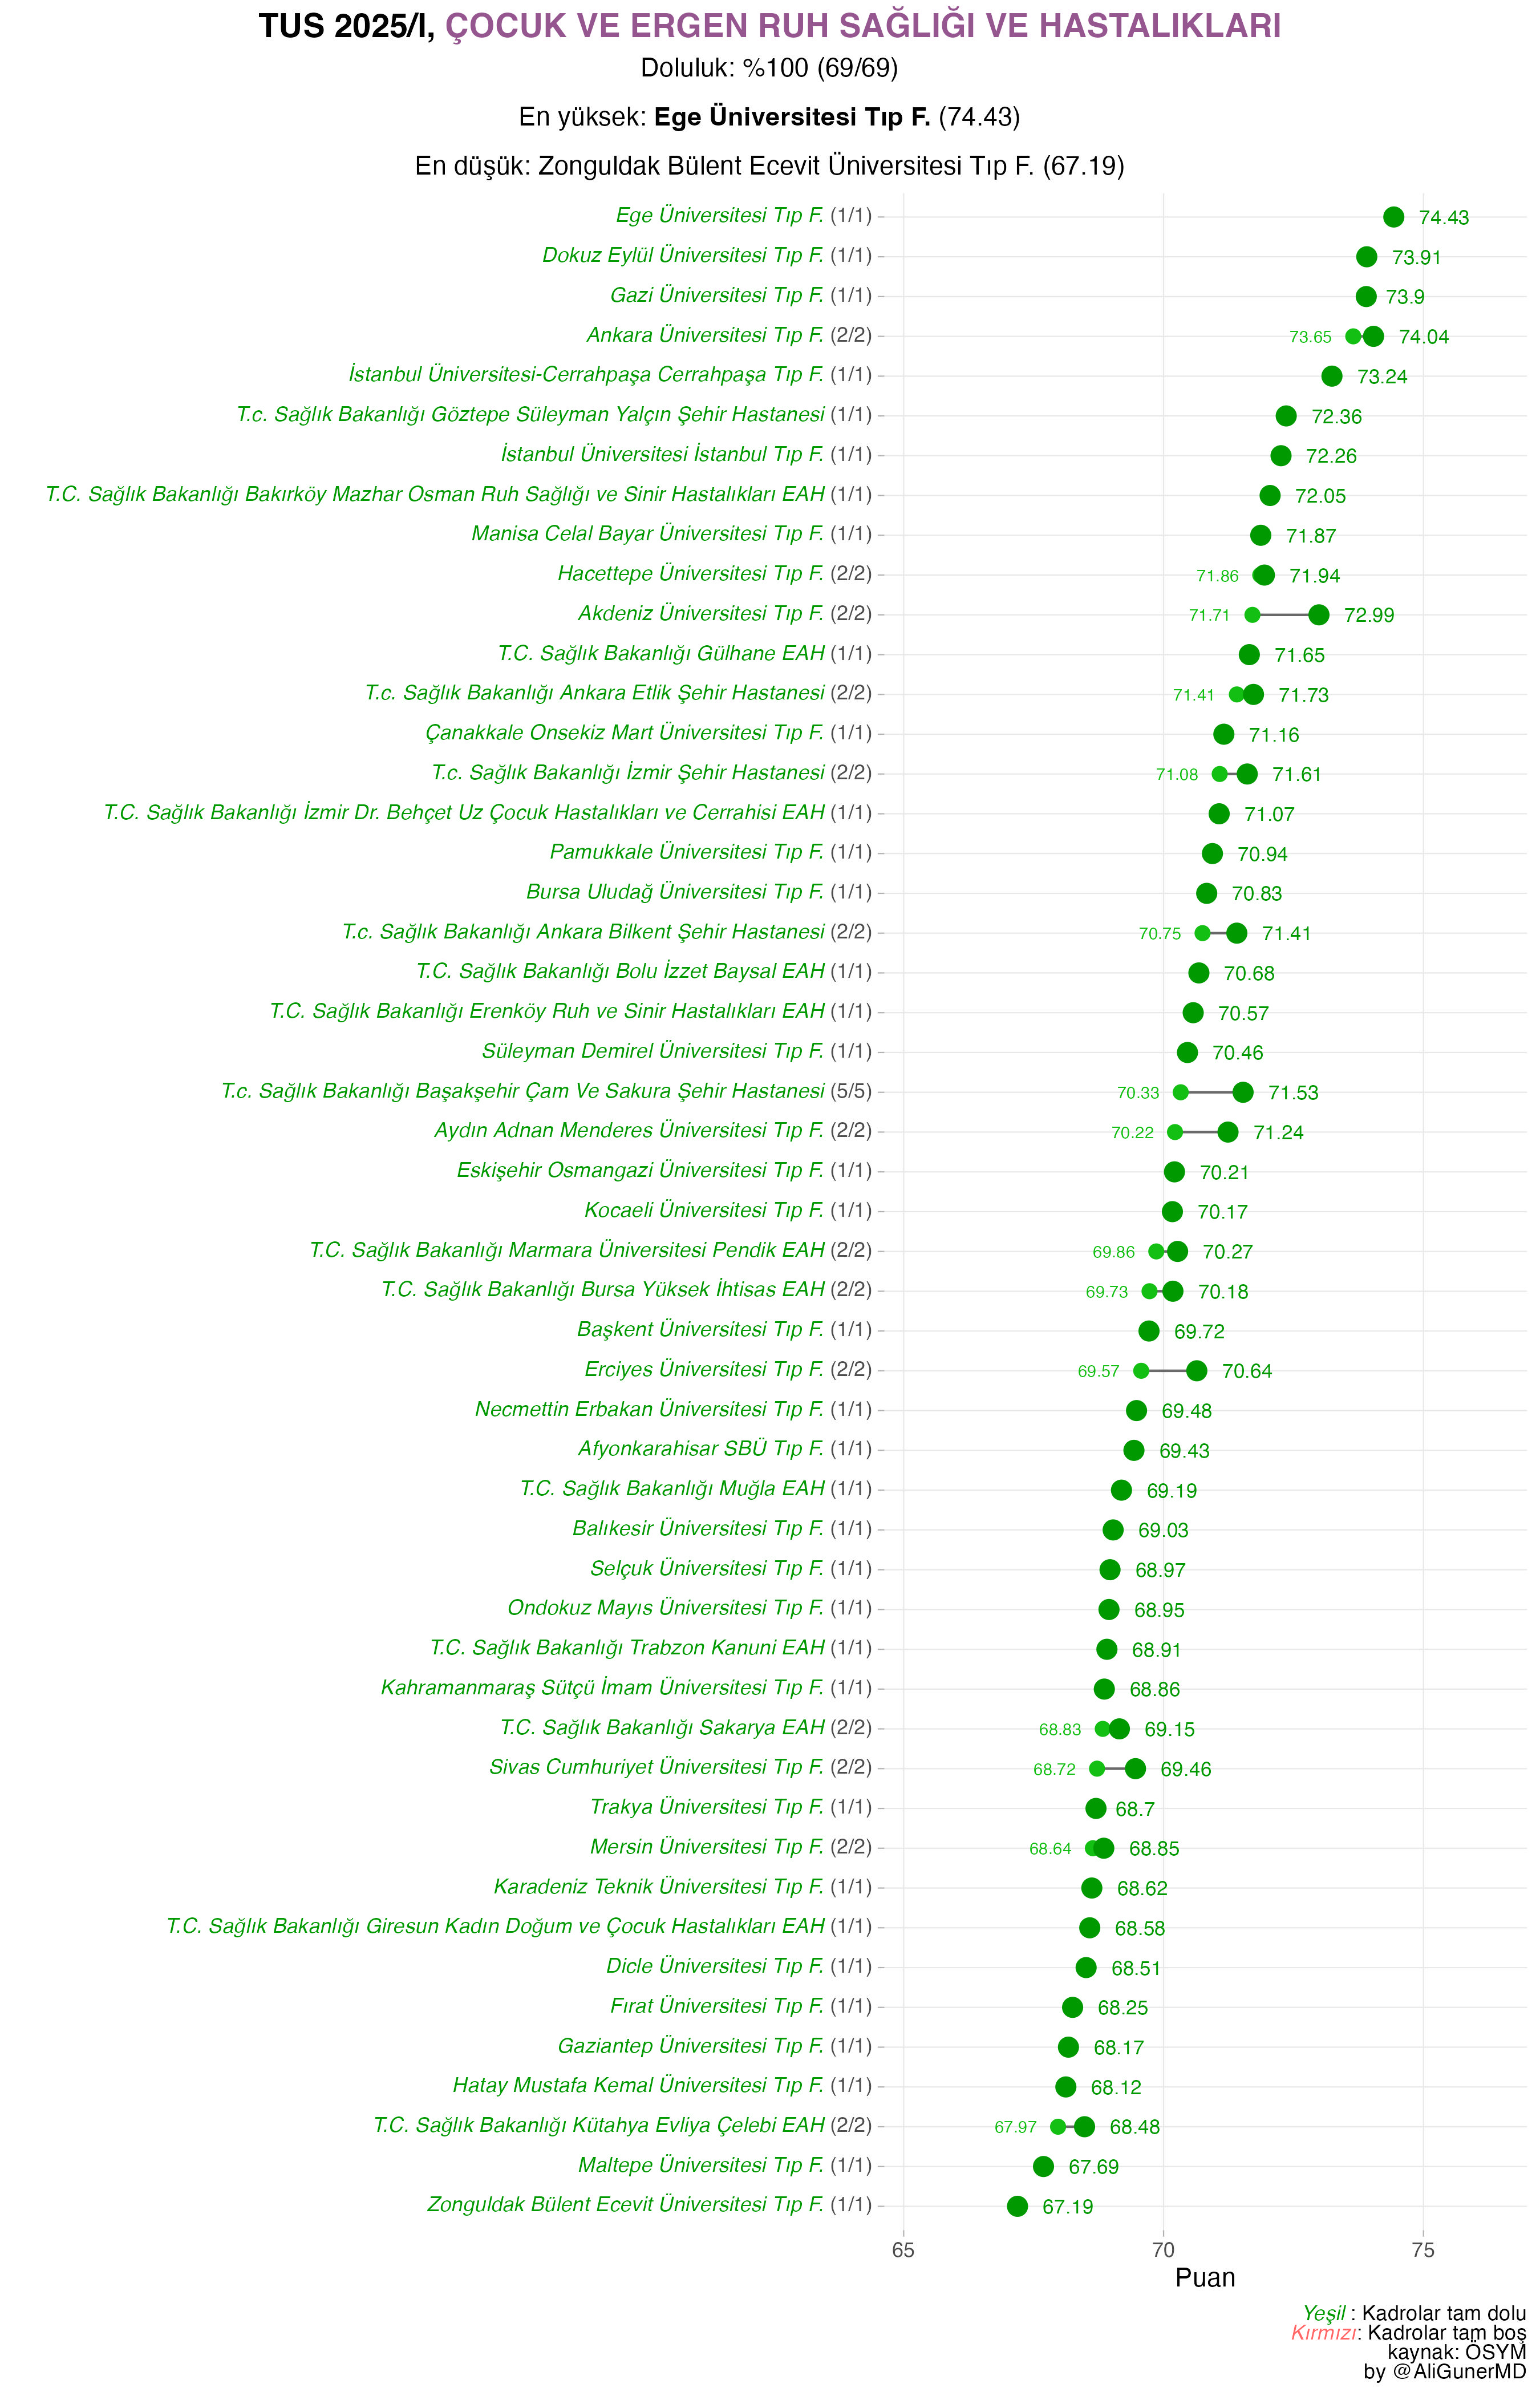 TUS 2025/I, ÇOCUK VE ERGEN RUH SAĞLIĞI VE HASTALIKLARI
Doluluk: %100 (69/69)
En yüksek: Ege Üniversitesi Tıp F. (74.43)
En düşük: Zonguldak Bülent Ecevit Üniversitesi Tıp F. (67.19)
Ege Üniversitesi Tıp F. (1/1) 74.43
Dokuz Eylül Üniversitesi Tıp F. (1/1) 73.91
Gazi Üniversitesi Tıp F. (1/1) 73.9
Ankara Üniversitesi Tıp F. (2/2) 73.65 74.04
İstanbul Üniversitesi-Cerrahpaşa Cerrahpaşa Tıp F. (1/1) 73.24
T.c. Sağlık Bakanlığı Göztepe Süleyman Yalçın Şehir Hastanesi (1/1) 72.36
İstanbul Üniversitesi İstanbul Tıp F. (1/1) 72.26
T.C. Sağlık Bakanlığı Bakırköy Mazhar Osman Ruh Sağlığı ve Sinir Hastalıkları EAH (1/1) 72.05
Manisa Celal Bayar Üniversitesi Tıp F. (1/1) 71.87
Hacettepe Üniversitesi Tıp F. (2/2) 71.86 71.94
Akdeniz Üniversitesi Tıp F. (2/2) 71.71 72.99
T.C. Sağlık Bakanlığı Gülhane EAH (1/1) 71.65
T.c. Sağlık Bakanlığı Ankara Etlik Şehir Hastanesi (2/2) 71.41 71.73
Çanakkale Onsekiz Mart Üniversitesi Tıp F. (1/1) 71.16
T.c. Sağlık Bakanlığı İzmir Şehir Hastanesi (2/2) 71.08 71.61
T.C. Sağlık Bakanlığı İzmir Dr. Behçet Uz Çocuk Hastalıkları ve Cerrahisi EAH (1/1) 71.07
Pamukkale Üniversitesi Tıp F. (1/1) 70.94
Bursa Uludağ Üniversitesi Tıp F. (1/1) 70.83
T.c. Sağlık Bakanlığı Ankara Bilkent Şehir Hastanesi (2/2) 70.75 71.41
T.C. Sağlık Bakanlığı Bolu İzzet Baysal EAH (1/1) 70.68
T.C. Sağlık Bakanlığı Erenköy Ruh ve Sinir Hastalıkları EAH (1/1) 70.57
Süleyman Demirel Üniversitesi Tıp F. (1/1) 70.46
T.c. Sağlık Bakanlığı Başakşehir Çam Ve Sakura Şehir Hastanesi (5/5) 70.33 71.53
Aydın Adnan Menderes Üniversitesi Tıp F. (2/2) 70.22 71.24
Eskişehir Osmangazi Üniversitesi Tıp F. (1/1) 70.21
Kocaeli Üniversitesi Tıp F. (1/1) 70.17
T.C. Sağlık Bakanlığı Marmara Üniversitesi Pendik EAH (2/2) 69.86 70.27
T.C. Sağlık Bakanlığı Bursa Yüksek İhtisas EAH (2/2) 69.73 70.18
Başkent Üniversitesi Tıp F. (1/1) 69.72
Erciyes Üniversitesi Tıp F. (2/2) 69.57 70.64
Necmettin Erbakan Üniversitesi Tıp F. (1/1) 69.48
Afyonkarahisar SBÜ Tıp F. (1/1) 69.43
T.C. Sağlık Bakanlığı Muğla EAH (1/1) 69.19
Balıkesir Üniversitesi Tıp F. (1/1) 69.03
Selçuk Üniversitesi Tıp F. (1/1) 68.97
Ondokuz Mayıs Üniversitesi Tıp F. (1/1) 68.95
T.C. Sağlık Bakanlığı Trabzon Kanuni EAH (1/1) 68.91
Kahramanmaraş Sütçü İmam Üniversitesi Tıp F. (1/1) 68.86
T.C. Sağlık Bakanlığı Sakarya EAH (2/2) 68.83 69.15
Sivas Cumhuriyet Üniversitesi Tıp F. (2/2) 68.72 69.46
Trakya Üniversitesi Tıp F. (1/1) 68.7
Mersin Üniversitesi Tıp F. (2/2) 68.64 68.85
Karadeniz Teknik Üniversitesi Tıp F. (1/1) 68.62
T.C. Sağlık Bakanlığı Giresun Kadın Doğum ve Çocuk Hastalıkları EAH (1/1) 68.58
Dicle Üniversitesi Tıp F. (1/1) 68.51
Fırat Üniversitesi Tıp F. (1/1) 68.25
Gaziantep Üniversitesi Tıp F. (1/1) 68.17
Hatay Mustafa Kemal Üniversitesi Tıp F. (1/1) 68.12
T.C. Sağlık Bakanlığı Kütahya Evliya Çelebi EAH (2/2) 67.97 68.48
Maltepe Üniversitesi Tıp F. (1/1) 67.69
Zonguldak Bülent Ecevit Üniversitesi Tıp F. (1/1) 67.19
65 70 75
Puan
Yeşil : Kadrolar tam dolu
Kırmızı: Kadrolar tam boş
kaynak: ÖSYM
by @AliGunerMD